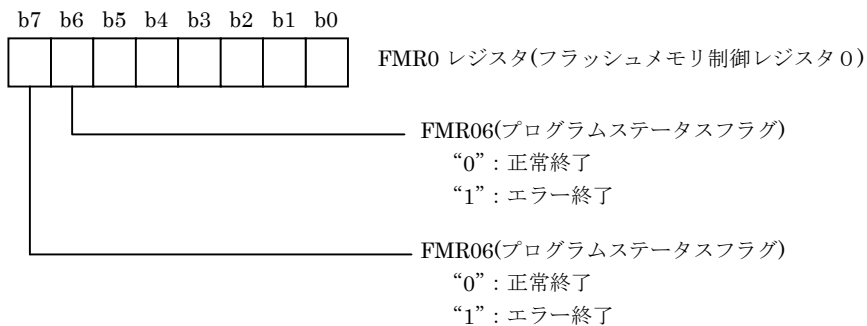 b7 b6 b5 b4 b3 b2 b1 b0
FMR0 レジスタ(フラッシュメモリ制御レジスタ０)
FMR06(プログラムステータスフラグ)
“0”：正常終了
“1”：エラー終了
FMR06(プログラムステータスフラグ)
“0”：正常終了
“1”：エラー終了